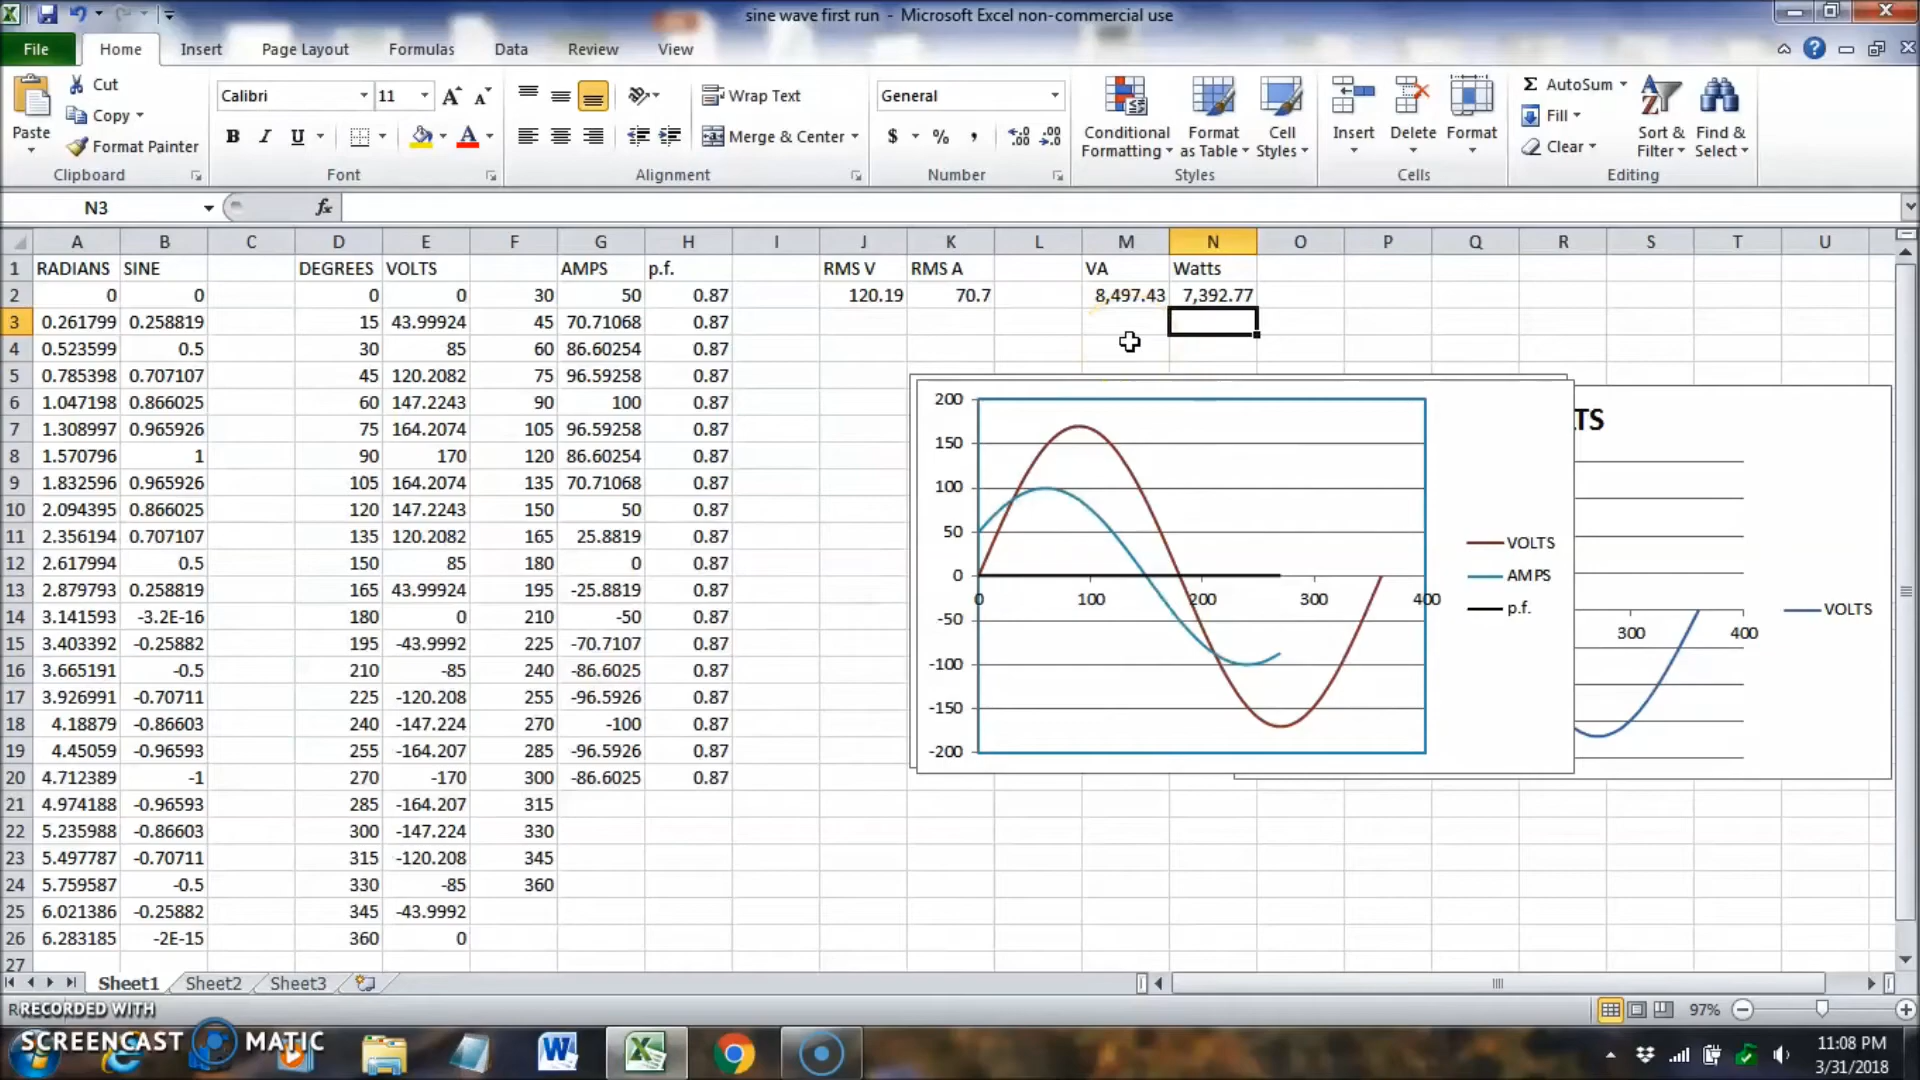 sine wave first run - Microsoft Excel non-commercial use
File Home Insert Page Layout Formulas Data Review View
Paste Cut Copy Format Painter Clipboard
Calibri 11 B I U Font
Wrap Text Merge & Center Alignment
General $ % , Number
Conditional Formatting Format as Table Cell Styles Styles
Insert Delete Format Cells
AutoSum Fill Clear Sort & Filter Find & Select Editing
N3 fx
A B C D E F G H I J K L M N O P Q R S T U
1 RADIANS SINE DEGREES VOLTS AMPS p.f. RMS V RMS A VA Watts
2 0 0 0 0 30 50 0.87 120.19 70.7 8,497.43 7,392.77
3 0.261799 0.258819 15 43.99924 45 70.71068 0.87
4 0.523599 0.5 30 85 60 86.60254 0.87
5 0.785398 0.707107 45 120.2082 75 96.59258 0.87
6 1.047198 0.866025 60 147.2243 90 100 0.87
7 1.308997 0.965926 75 164.2074 105 96.59258 0.87
8 1.570796 1 90 170 120 86.60254 0.87
9 1.832596 0.965926 105 164.2074 135 70.71068 0.87
10 2.094395 0.866025 120 147.2243 150 50 0.87
11 2.356194 0.707107 135 120.2082 165 25.8819 0.87
12 2.617994 0.5 150 85 180 0 0.87
13 2.879793 0.258819 165 43.99924 195 -25.8819 0.87
14 3.141593 -3.2E-16 180 0 210 -50 0.87
15 3.403392 -0.25882 195 -43.9992 225 -70.7107 0.87
16 3.665191 -0.5 210 -85 240 -86.6025 0.87
17 3.926991 -0.70711 225 -120.208 255 -96.5926 0.87
18 4.18879 -0.86603 240 -147.224 270 -100 0.87
19 4.45059 -0.96593 255 -164.207 285 -96.5926 0.87
20 4.712389 -1 270 -170 300 -86.6025 0.87
21 4.974188 -0.96593 285 -164.207 315
22 5.235988 -0.86603 300 -147.224 330
23 5.497787 -0.70711 315 -120.208 345
24 5.759587 -0.5 330 -85 360
25 6.021386 -0.25882 345 -43.9992
26 6.283185 -2E-15 360 0
27
200
150
100
50
0
-50
-100
-150
-200
0 100 200 300 400
VOLTS
AMPS
p.f.
TS
300 400
VOLTS
Sheet1 Sheet2 Sheet3
97%
RECORDED WITH
SCREENCAST MATIC
11:08 PM
3/31/2018